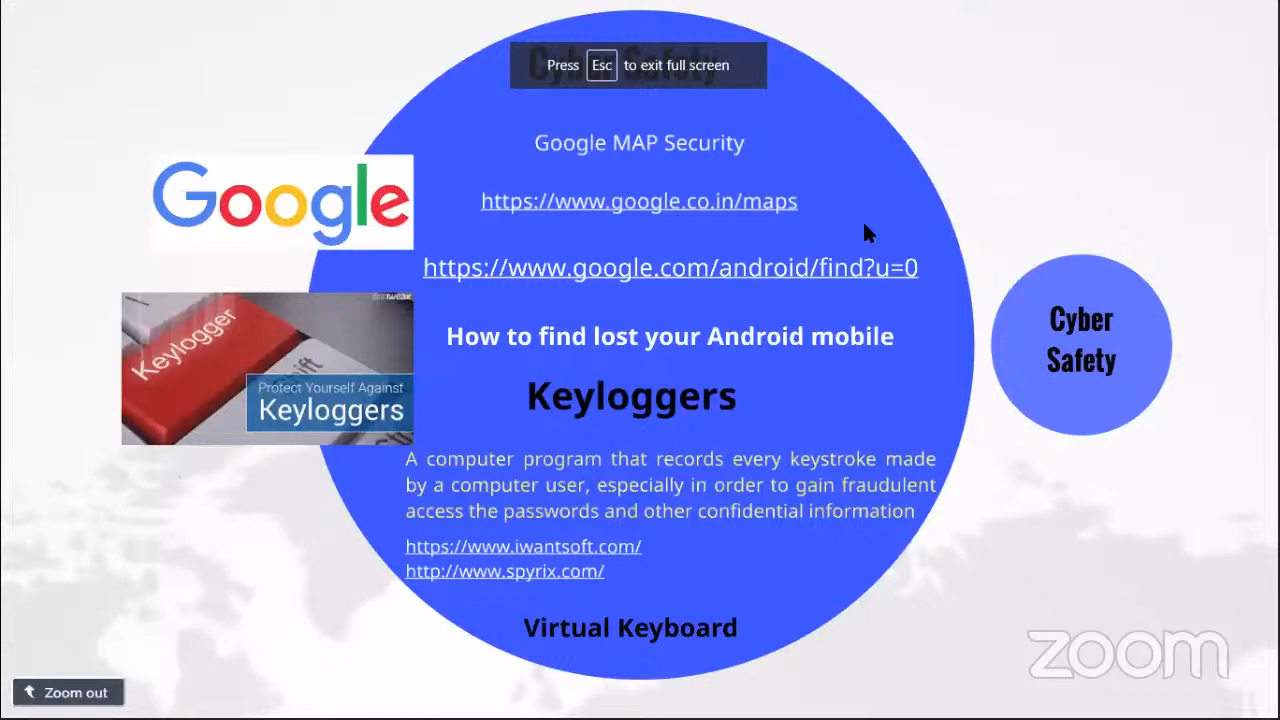 Cyber Safety
Press Esc to exit full screen
Google MAP Security
Google
https://www.google.co.in/maps
https://www.google.com/android/find?u=0
How to find lost your Android mobile
Keylogger
Shift
Protect Yourself Against
Keyloggers
Keyloggers
A computer program that records every keystroke made
by a computer user, especially in order to gain fraudulent
access the passwords and other confidential information
https://www.iwantsoft.com/
http://www.spyrix.com/
Virtual Keyboard
Cyber
Safety
zoom
Zoom out